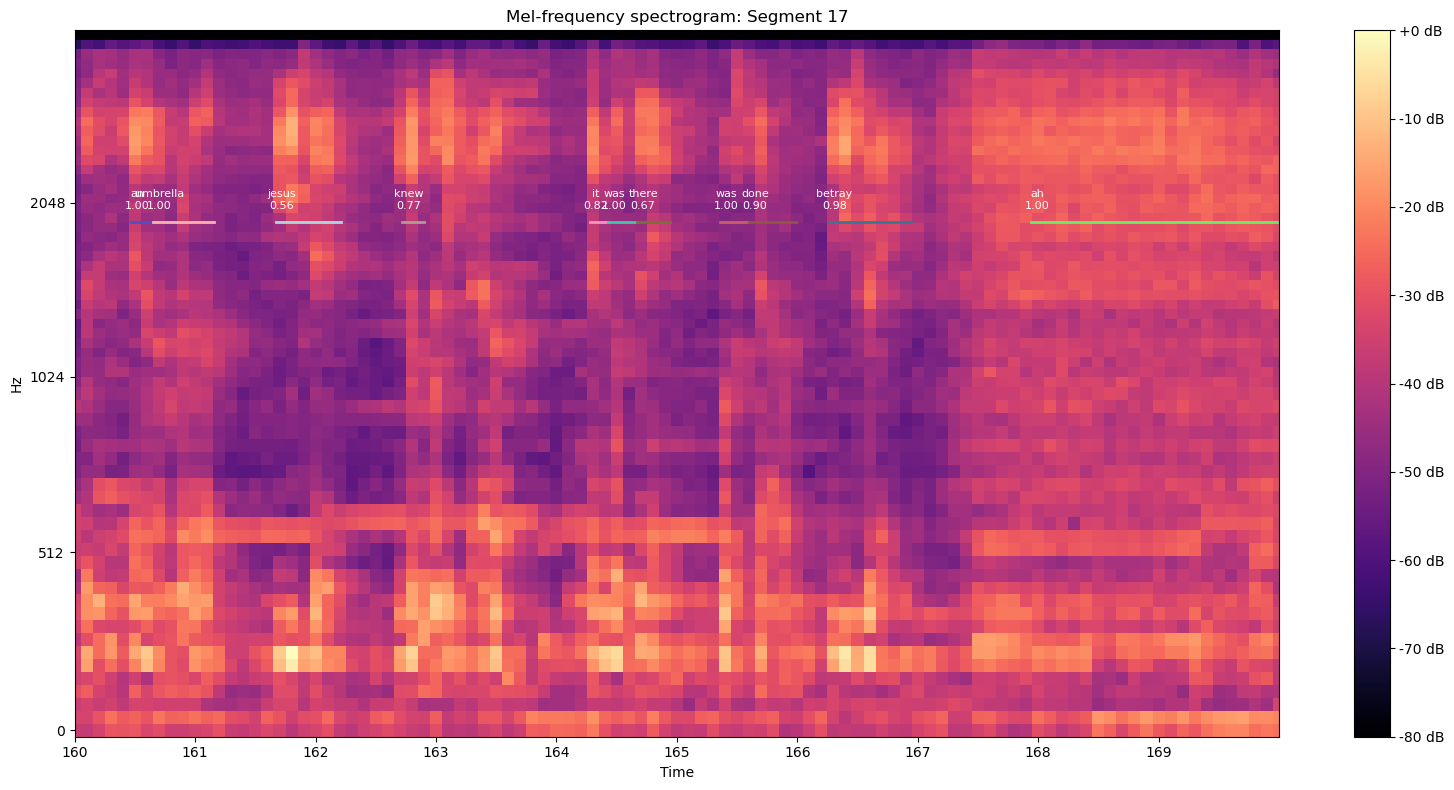 Mel-frequency spectrogram: Segment 17
+0 dB
-10 dB
-20 dB
-30 dB
-40 dB
-50 dB
-60 dB
-70 dB
-80 dB
Hz
2048
1024
512
0
an umbrella jesus knew it was there was done betray ah
1.00 1.00 0.56 0.77 0.82 1.00 0.67 1.00 0.90 0.98 1.00
160 161 162 163 164 165 166 167 168 169
Time